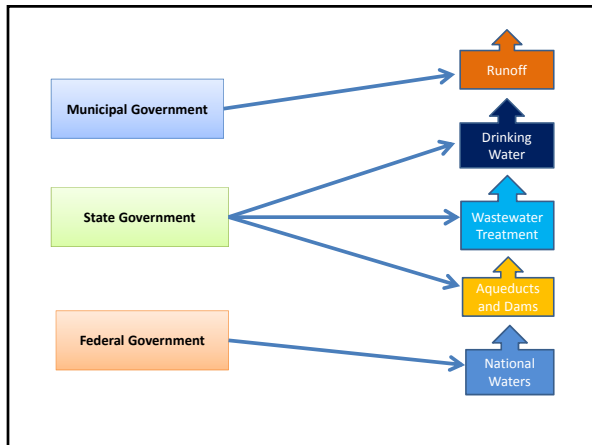 Municipal Government
State Government
Federal Government
Runoff
Drinking
Water
Wastewater
Treatment
Aqueducts
and Dams
National
Waters